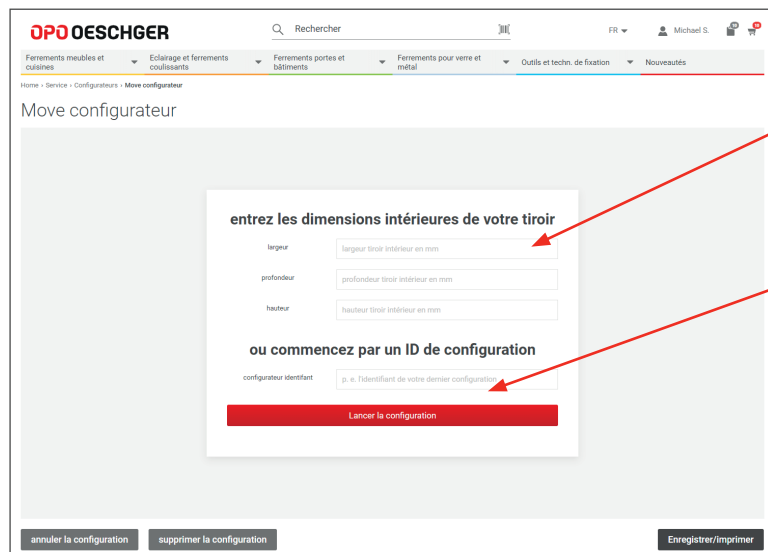 OPO OESCHGER
Rechercher
FR
Michael S.
Ferrements meubles et
cuisines
Eclairage et ferrements
coulissants
Ferrements portes et
bâtiments
Ferrements pour verre et
métal
Outils et techn. de fixation
Nouveautés
Home › Service › Configurateurs › Move configurateur
Move configurateur
entrez les dimensions intérieures de votre tiroir
largeur
largeur tiroir intérieur en mm
profondeur
profondeur tiroir intérieur en mm
hauteur
hauteur tiroir intérieur en mm
ou commencez par un ID de configuration
configurateur identifant
p. e. l'identifiant de votre dernier configuration
Lancer la configuration
annuler la configuration
supprimer la configuration
Enregistrer/imprimer